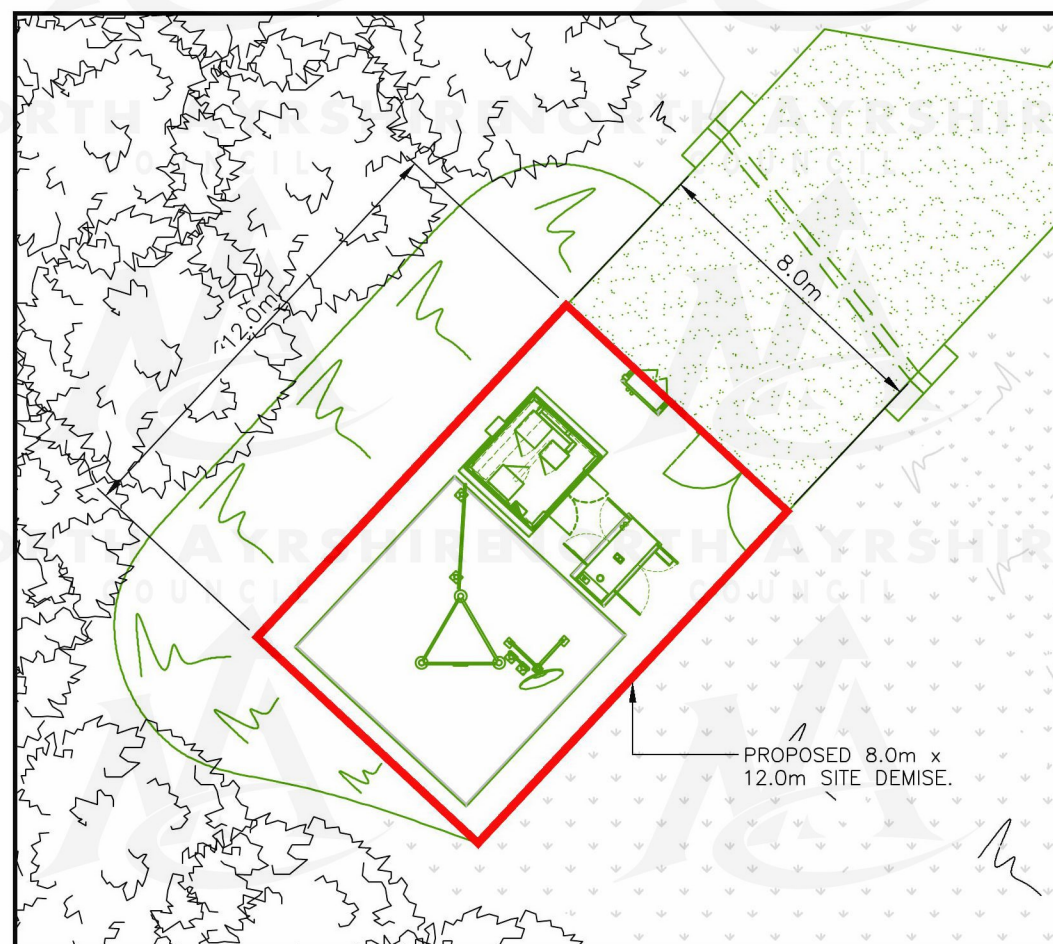 NORTH AYRSHIRE
COUNCIL
NORTH AYRSHIRE
COUNCIL
12.0m
8.0m
NORTH AYRSHIRE
COUNCIL
NORTH AYRSHIRE
COUNCIL
PROPOSED 8.0m x
12.0m SITE DEMISE.